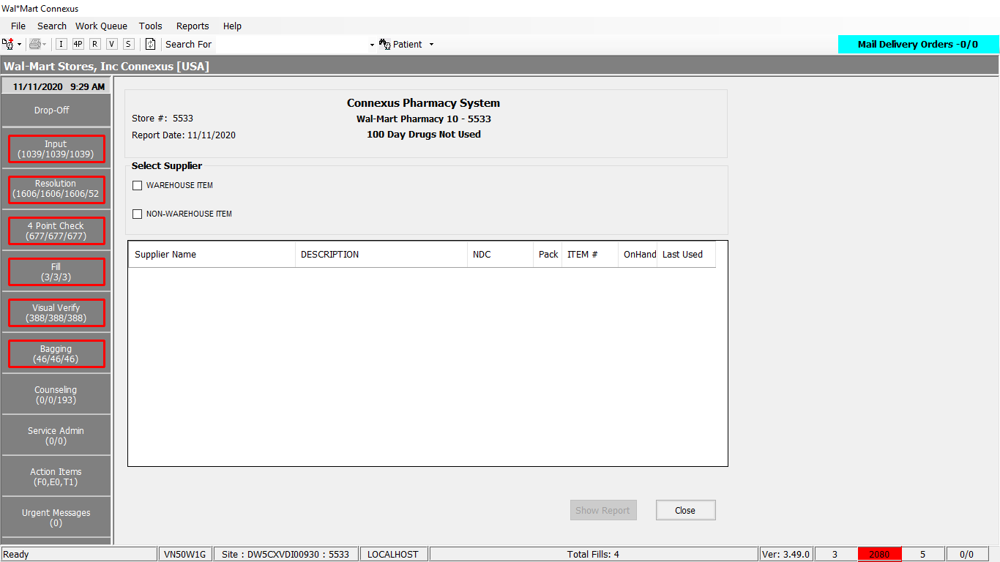 Wal*Mart Connexus
File Search Work Queue Tools Reports Help
I 4P R V S Search For Patient Mail Delivery Orders -0/0
Wal-Mart Stores, Inc Connexus [USA]
11/11/2020 9:29 AM
Drop-Off
Input
(1039/1039/1039)
Resolution
(1606/1606/1606/52
4 Point Check
(677/677/677)
Fill
(3/3/3)
Visual Verify
(388/388/388)
Bagging
(46/46/46)
Counseling
(0/0/193)
Service Admin
(0/0)
Action Items
(F0,E0,T1)
Urgent Messages
(0)
Connexus Pharmacy System
Store #: 5533 Wal-Mart Pharmacy 10 - 5533
Report Date: 11/11/2020 100 Day Drugs Not Used
Select Supplier
WAREHOUSE ITEM
NON-WAREHOUSE ITEM
Supplier Name DESCRIPTION NDC Pack ITEM # OnHand Last Used
Show Report Close
Ready VN50W1G Site : DW5CXVDI00930 : 5533 LOCALHOST Total Fills: 4 Ver: 3.49.0 3 2080 5 0/0